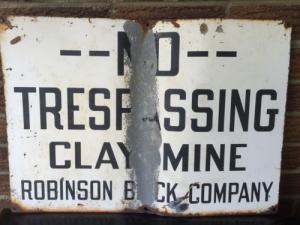 --NO--
TRESPASSING
CLAY MINE
ROBINSON BRICK COMPANY